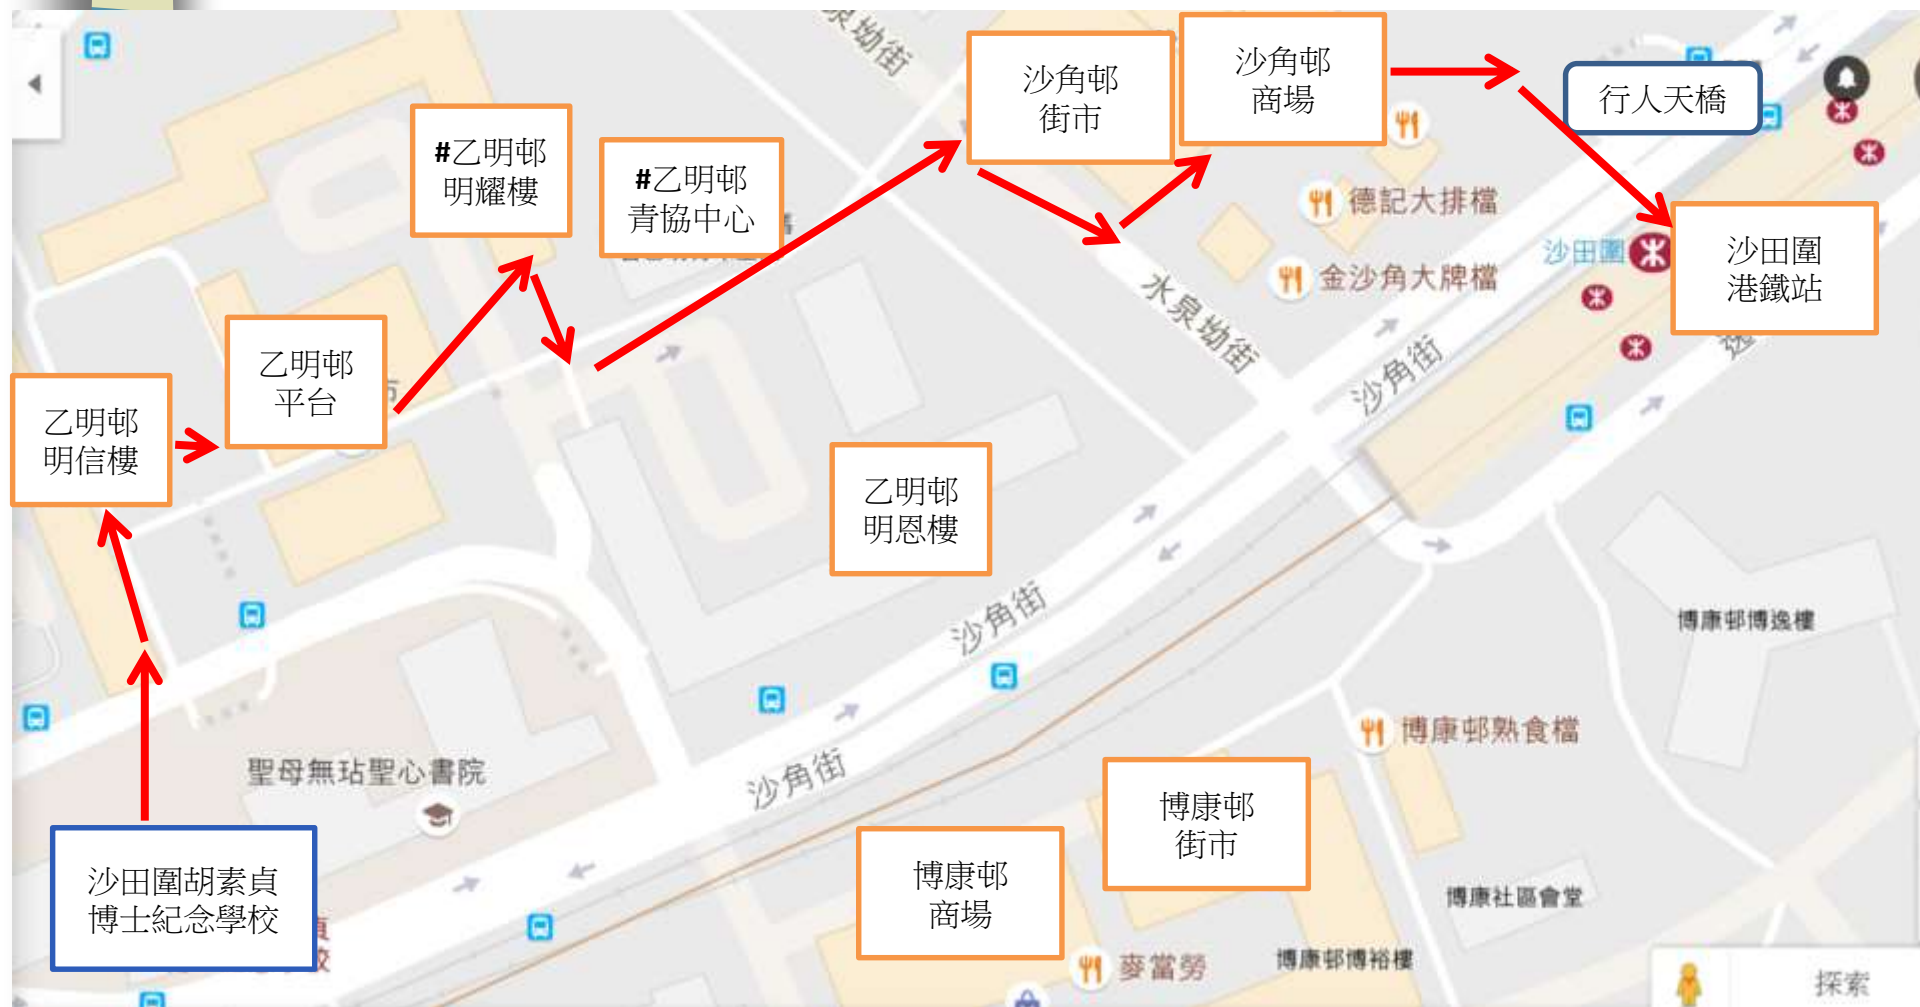 泉坳街
沙角邨
街市
沙角邨
商場
行人天橋
#乙明邨
明耀樓
#乙明邨
青協中心
德記大排檔
沙田圍
金沙角大牌檔
沙田圍
港鐵站
水泉坳街
乙明邨
平台
市
沙角街
乙明邨
明信樓
乙明邨
明恩樓
沙角街
博康邨博逸樓
博康邨熟食檔
聖母無玷聖心書院
沙角街
博康邨
街市
沙田圍胡素貞
博士紀念學校
博康邨
商場
博康社區會堂
麥當勞
博康邨博裕樓
探索